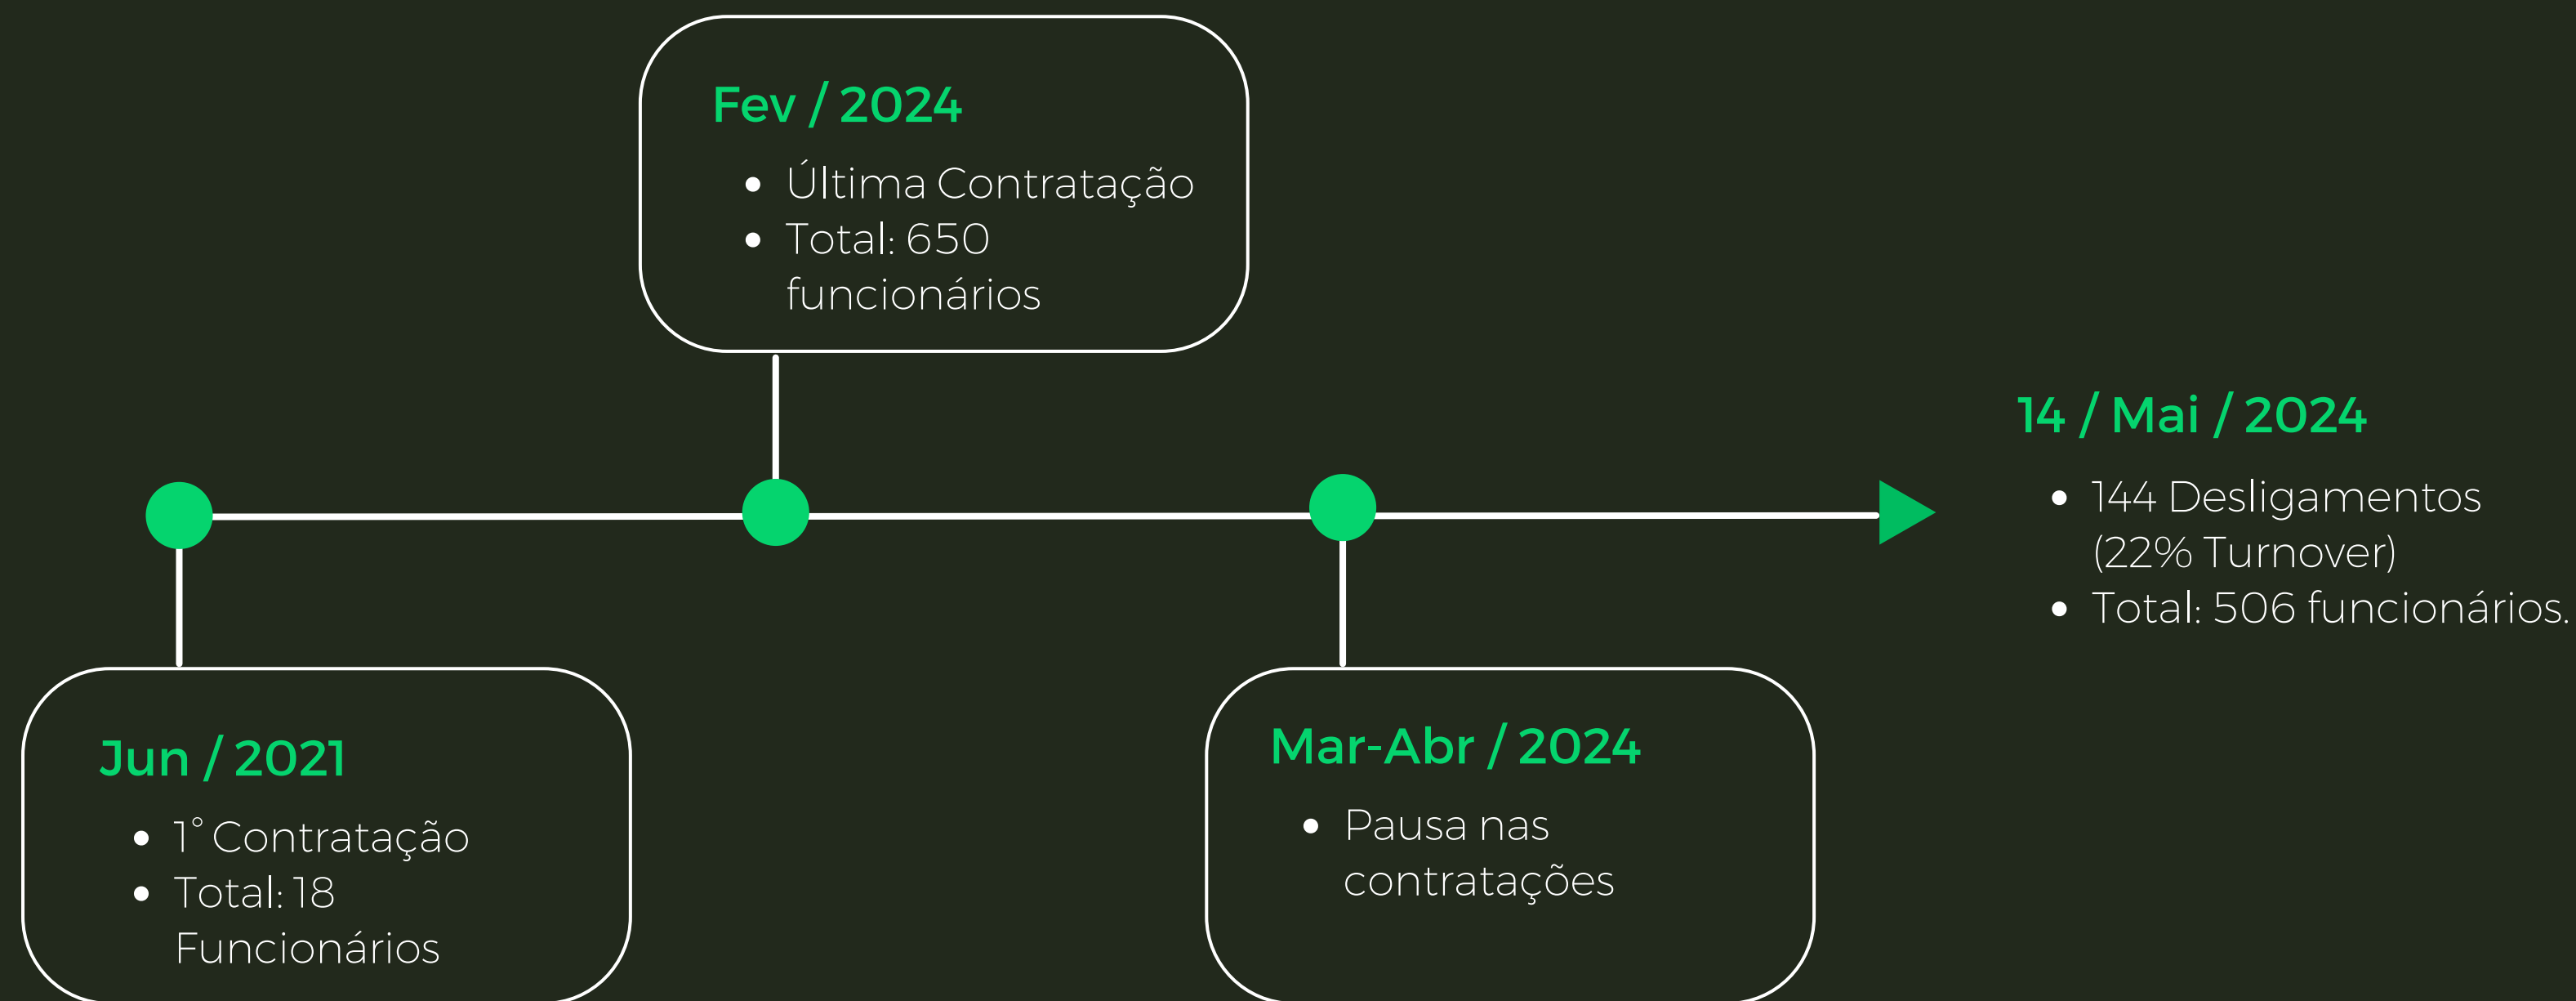 Fev / 2024
• Última Contratação
• Total: 650
funcionários
14 / Mai / 2024
• 144 Desligamentos
(22% Turnover)
• Total: 506 funcionários.
Jun / 2021
• 1° Contratação
• Total: 18
Funcionários
Mar-Abr / 2024
• Pausa nas
contratações